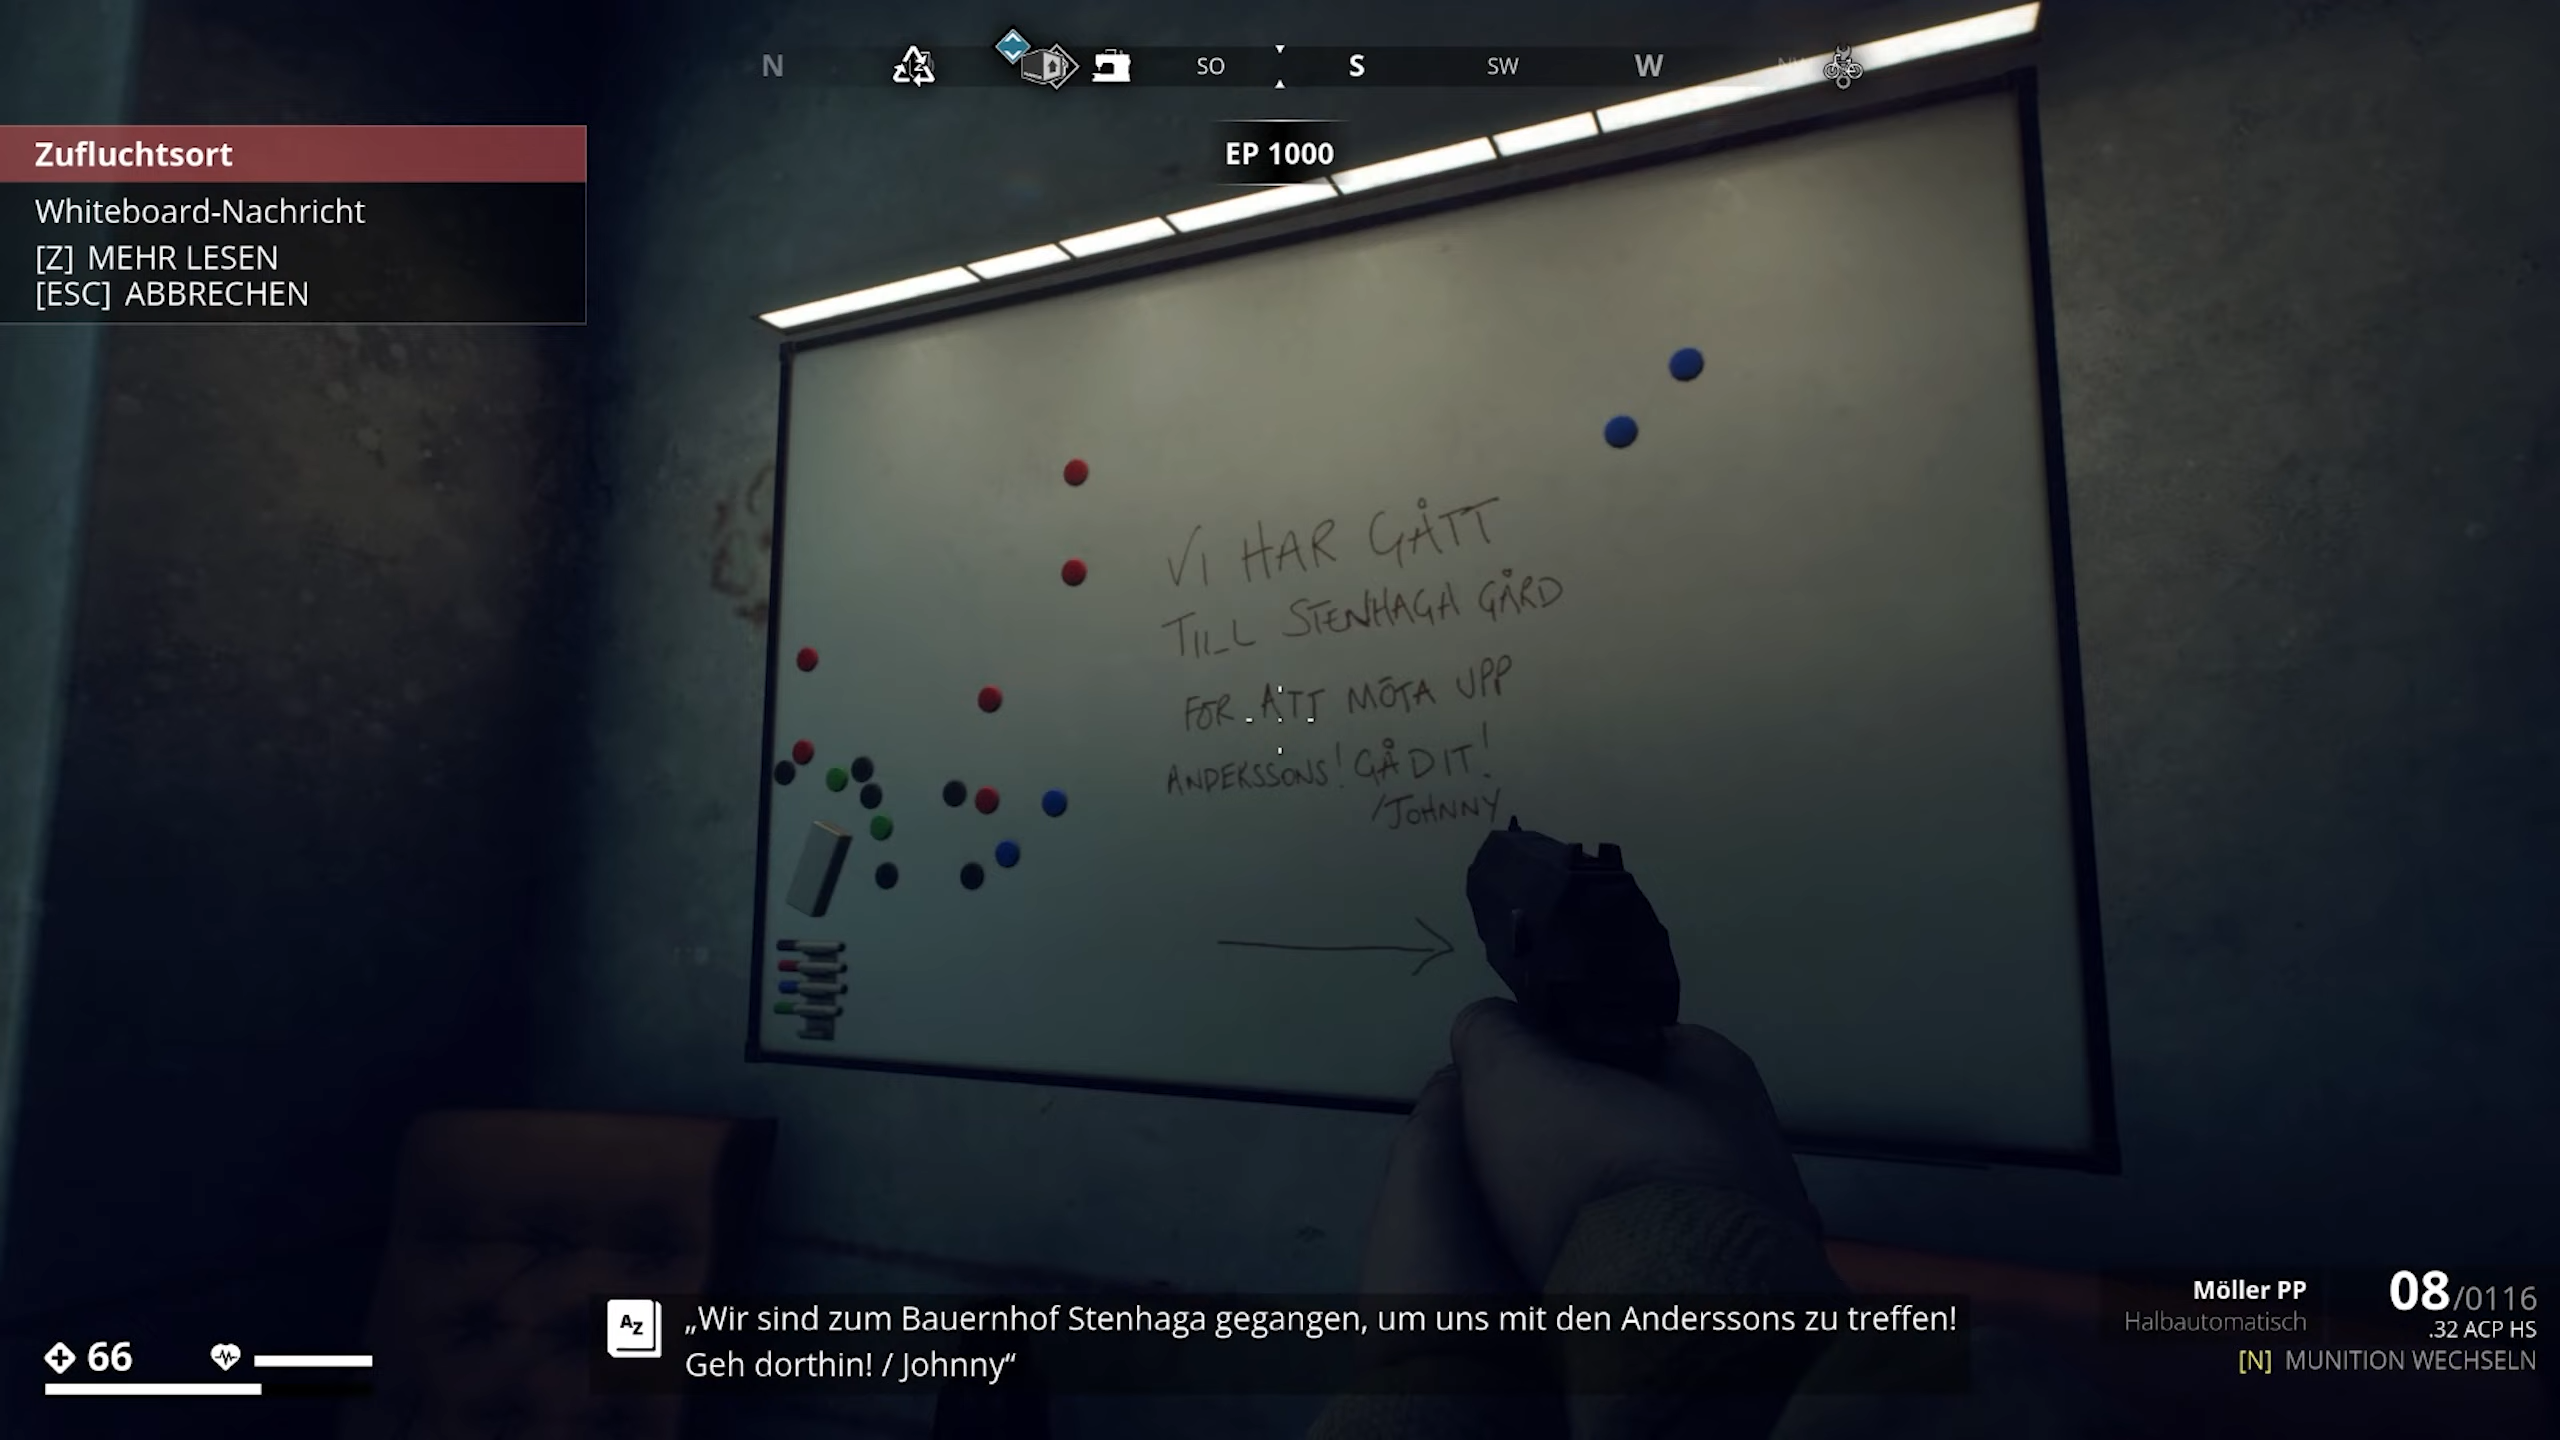 N SO S SW W NW
EP 1000
Zufluchtsort
Whiteboard-Nachricht
[Z] MEHR LESEN
[ESC] ABBRECHEN
VI HAR GÅTT
TILL STENHAGA GÅRD
FÖR ATT MÖTA UPP
ANDERSSONS! GÅ DIT!
/JOHNNY
AZ
„Wir sind zum Bauernhof Stenhaga gegangen, um uns mit den Anderssons zu treffen!
Geh dorthin! / Johnny“
66
Möller PP 08/0116
Halbautomatisch .32 ACP HS
[N] MUNITION WECHSELN